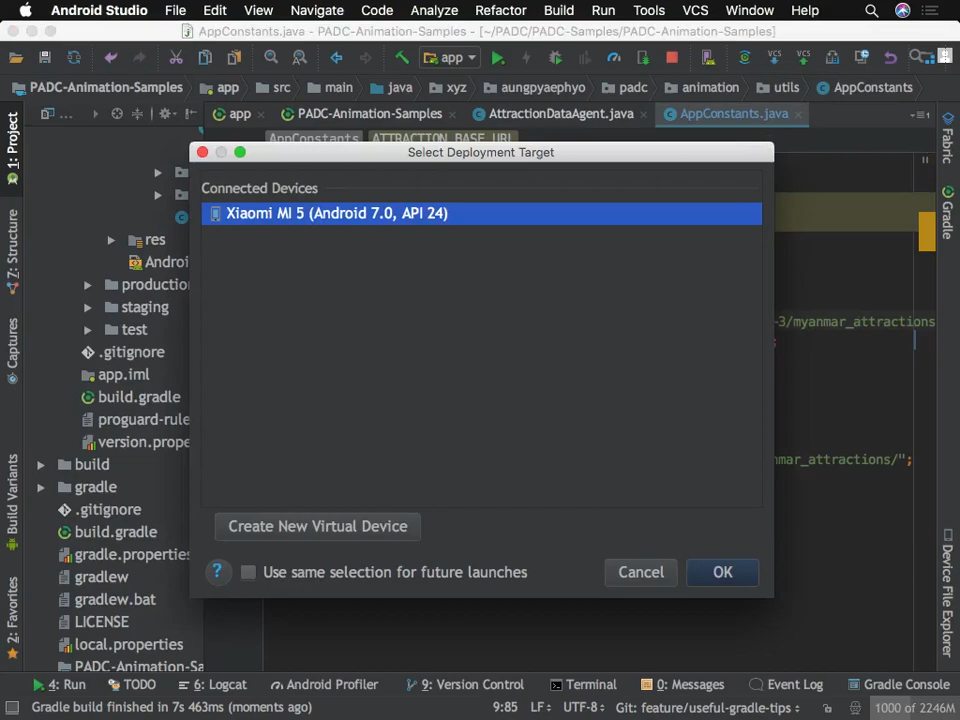 Android Studio File Edit View Navigate Code Analyze Refactor Build Run Tools VCS Window Help
AppConstants.java - PADC-Animation-Samples - [~/PADC/PADC-Samples/PADC-Animation-Samples]
app
VCS VCS
PADC-Animation-Samples app src main java xyz aungpyaephyo padc animation utils AppConstants
1: Project
... app PADC-Animation-Samples AttractionDataAgent.java AppConstants.java
AppConstants ATTRACTION_BASE_URL
Select Deployment Target
Connected Devices
Xiaomi MI 5 (Android 7.0, API 24)
Create New Virtual Device
? Use same selection for future launches Cancel OK
res
Androi
productio
staging
test
.gitignore
app.iml
build.gradle
proguard-rule
version.prope
build
gradle
.gitignore
build.gradle
gradle.properties
gradlew
gradlew.bat
LICENSE
local.properties
PADC-Animation-Sa
-3/myanmar_attractions
;
mar_attractions/";
7: Structure
Captures
Build Variants
2: Favorites
Fabric
Gradle
Device File Explorer
4: Run TODO 6: Logcat Android Profiler 9: Version Control Terminal 0: Messages Event Log Gradle Console
Gradle build finished in 7s 463ms (moments ago) 9:85 LF÷ UTF-8÷ Git: feature/useful-gradle-tips÷ 1000 of 2246M